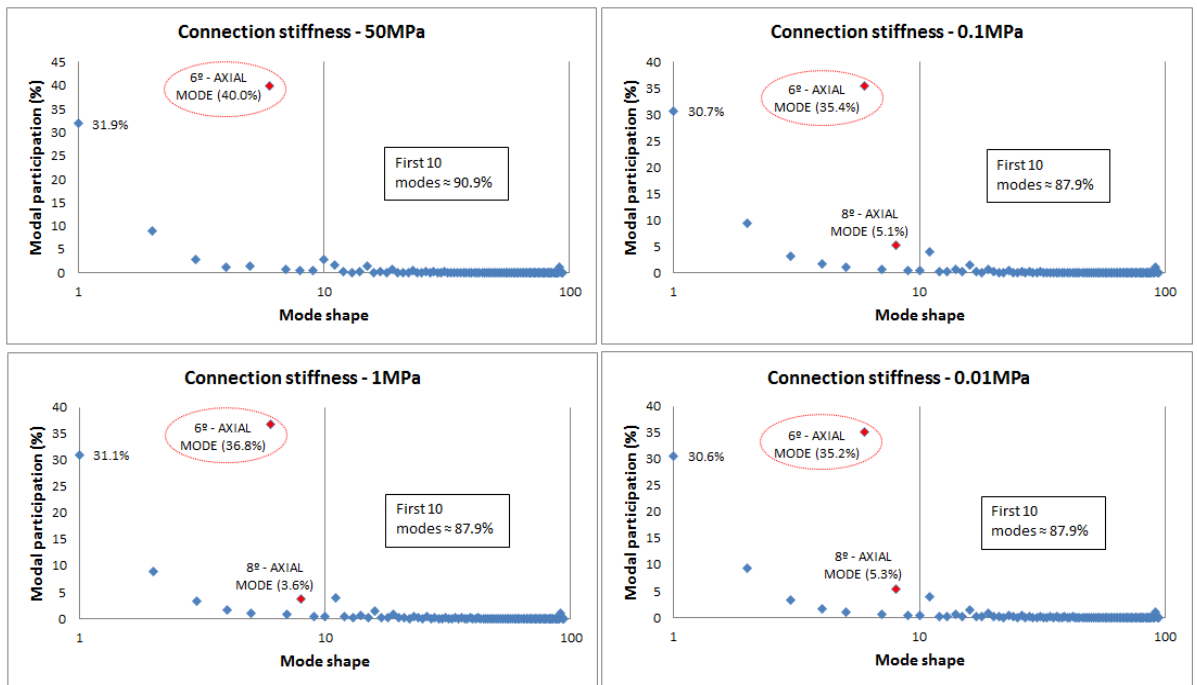 Connection stiffness - 50MPa
Modal participation (%)
45
40
35
30
25
20
15
10
5
0
6º - AXIAL
MODE (40.0%)
31.9%
First 10
modes ≈ 90.9%
1
10
100
Mode shape
Connection stiffness - 0.1MPa
Modal participation (%)
40
35
30
25
20
15
10
5
0
6º - AXIAL
MODE (35.4%)
30.7%
First 10
modes ≈ 87.9%
8º - AXIAL
MODE (5.1%)
1
10
100
Mode shape
Connection stiffness - 1MPa
Modal participation (%)
40
35
30
25
20
15
10
5
0
6º - AXIAL
MODE (36.8%)
31.1%
First 10
modes ≈ 87.9%
8º - AXIAL
MODE (3.6%)
1
10
100
Mode shape
Connection stiffness - 0.01MPa
Modal participation (%)
40
35
30
25
20
15
10
5
0
6º - AXIAL
MODE (35.2%)
30.6%
First 10
modes ≈ 87.9%
8º - AXIAL
MODE (5.3%)
1
10
100
Mode shape